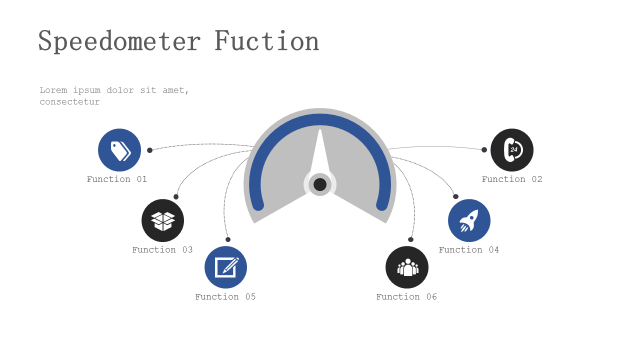 Speedometer Fuction
Lorem ipsum dolor sit amet,
consectetur
24
Function 01
Function 02
Function 03
Function 04
Function 05
Function 06